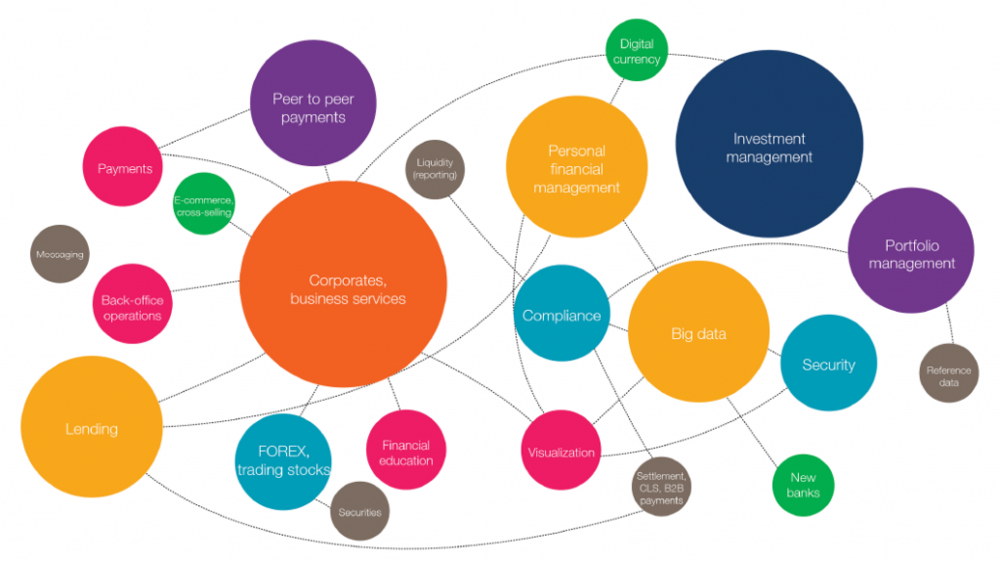 Digital
currency
Peer to peer
payments
Investment
management
Personal
financial
management
Payments
Liquidity
(reporting)
E-commerce,
cross-selling
Portfolio
management
Messaging
Corporates,
business services
Back-office
operations
Compliance
Big data
Security
Reference
data
Lending
FOREX,
trading stocks
Financial
education
Visualization
Settlement,
CLS, B2B
payments
New
banks
Securities